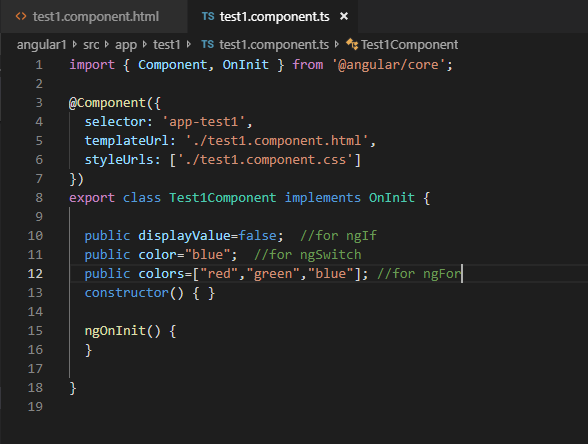 test1.component.html TS test1.component.ts ×
angular1 > src > app > test1 > TS test1.component.ts > Test1Component
1 import { Component, OnInit } from '@angular/core';
2
3 @Component({
4   selector: 'app-test1',
5   templateUrl: './test1.component.html',
6   styleUrls: ['./test1.component.css']
7 })
8 export class Test1Component implements OnInit {
9
10   public displayValue=false;  //for ngIf
11   public color="blue";  //for ngSwitch
12   public colors=["red","green","blue"]; //for ngFor
13   constructor() { }
14
15   ngOnInit() {
16   }
17
18 }
19